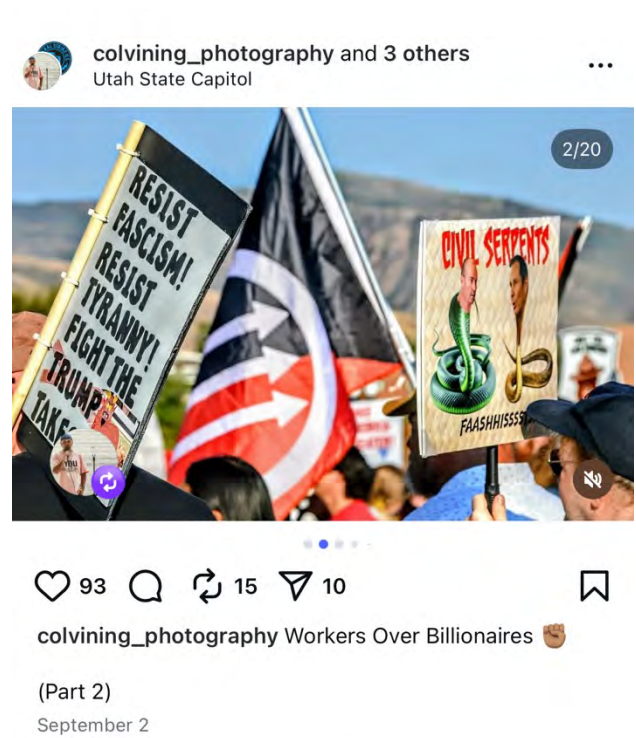 colvining_photography and 3 others
Utah State Capitol
2/20
RESIST
FASCISM!
RESIST
TYRANNY!
FIGHT THE
TRUMP
CIVIL SERPENTS
YOU
93
15
10
colvining_photography Workers Over Billionaires
(Part 2)
September 2